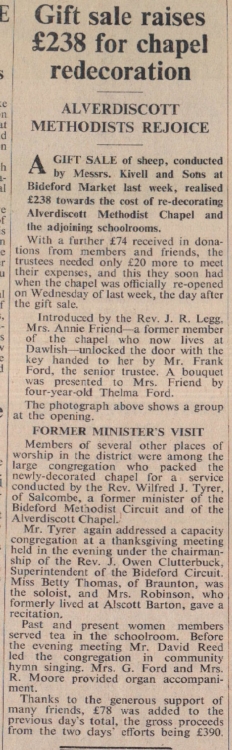 Gift sale raises
£238 for chapel
redecoration
ALVERDISCOTT
METHODISTS REJOICE
A GIFT SALE of sheep, conducted
by Messrs. Kivell and Sons at
Bideford Market last week, realised
£238 towards the cost of re-decorating
Alverdiscott Methodist Chapel and
the adjoining schoolrooms.
With a further £74 received in dona-
tions from members and friends, the
trustees needed only £20 more to meet
their expenses, and this they soon had
when the chapel was officially re-opened
on Wednesday of last week, the day after
the gift sale.
Introduced by the Rev. J. R. Legg,
Mrs. Annie Friend—a former member
of the chapel who now lives at
Dawlish—unlocked the door with the
key handed to her by Mr. Frank
Ford, the senior trustee. A bouquet
was presented to Mrs. Friend by
four-year-old Thelma Ford.
The photograph above shows a group
at the opening.
FORMER MINISTER'S VISIT
Members of several other places of
worship in the district were among the
large congregation who packed the
newly-decorated chapel for a service
conducted by the Rev. Wilfred J. Tyrer,
of Salcombe, a former minister of the
Bideford Methodist Circuit and of the
Alverdiscott Chapel.
Mr. Tyrer again addressed a capacity
congregation at a thanksgiving meeting
held in the evening under the chairman-
ship of the Rev. J. Owen Clutterbuck,
Superintendent of the Bideford Circuit.
Miss Betty Thomas, of Braunton, was
the soloist, and Mrs. Robinson, who
formerly lived at Alscott Barton, gave a
recitation.
Past and present women members
served tea in the schoolroom. Before
the evening meeting Mr. David Reed
led the congregation in community
hymn singing. Mrs. G. Ford and Mrs.
R. Moore provided organ accompani-
ment.
Thanks to the generous support of
many friends, £78 was added to the
previous day's total, the gross proceeds
from the two days' efforts being £390.